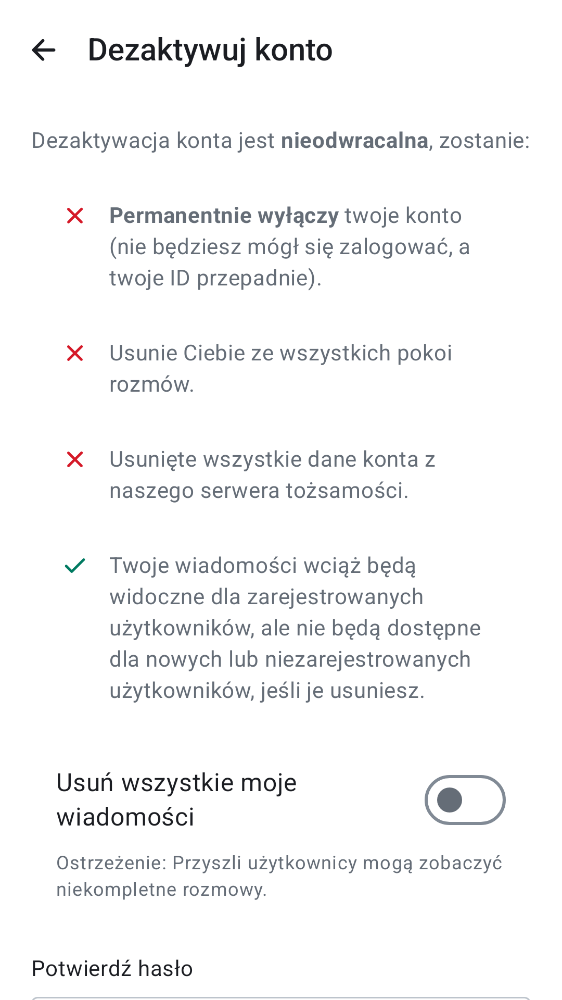 Dezaktywuj konto
Dezaktywacja konta jest nieodwracalna, zostanie:
Permanentnie wyłączy twoje konto
(nie będziesz mógł się zalogować, a
twoje ID przepadnie).
Usunie Ciebie ze wszystkich pokoi
rozmów.
Usunięte wszystkie dane konta z
naszego serwera tożsamości.
Twoje wiadomości wciąż będą
widoczne dla zarejestrowanych
użytkowników, ale nie będą dostępne
dla nowych lub niezarejestrowanych
użytkowników, jeśli je usuniesz.
Usuń wszystkie moje
wiadomości
Ostrzeżenie: Przyszli użytkownicy mogą zobaczyć
niekompletne rozmowy.
Potwierdź hasło